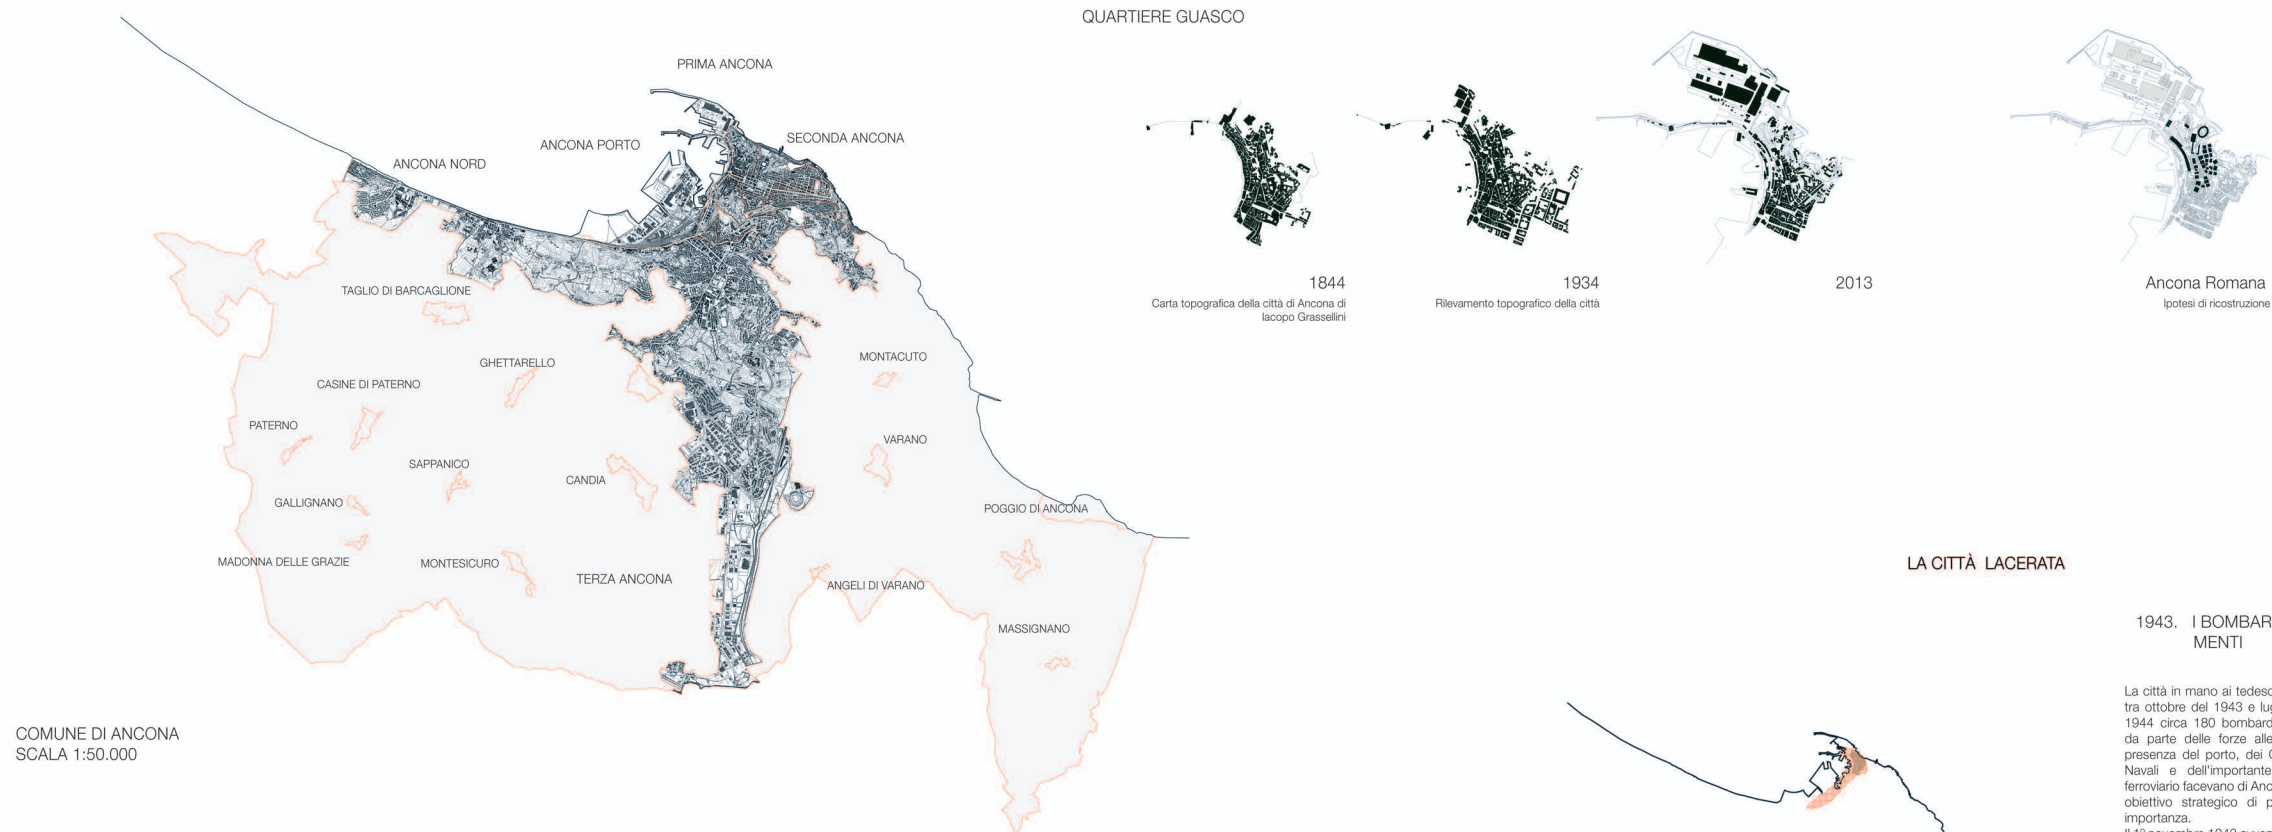 QUARTIERE GUASCO
PRIMA ANCONA
SECONDA ANCONA
ANCONA PORTO
ANCONA NORD
TAGLIO DI BARCAGLIONE
GHETTARELLO
MONTACUTO
CASINE DI PATERNO
PATERNO
VARANO
SAPPANICO
CANDIA
GALLIGNANO
POGGIO DI ANCONA
MADONNA DELLE GRAZIE
MONTESICURO
TERZA ANCONA
ANGELI DI VARANO
MASSIGNANO
COMUNE DI ANCONA
SCALA 1:50.000
1844
Carta topografica della città di Ancona di
Iacopo Grassellini
1934
Rilevamento topografico della città
2013
Ancona Romana
Ipotesi di ricostruzione
LA CITTÀ LACERATA
1943. I BOMBAR
MENTI
La città in mano ai tedesc
tra ottobre del 1943 e lug
1944 circa 180 bombard
da parte delle forze alle
presenza del porto, dei C
Navali e dell'importante
ferroviario facevano di Anc
obiettivo strategico di p
importanza.